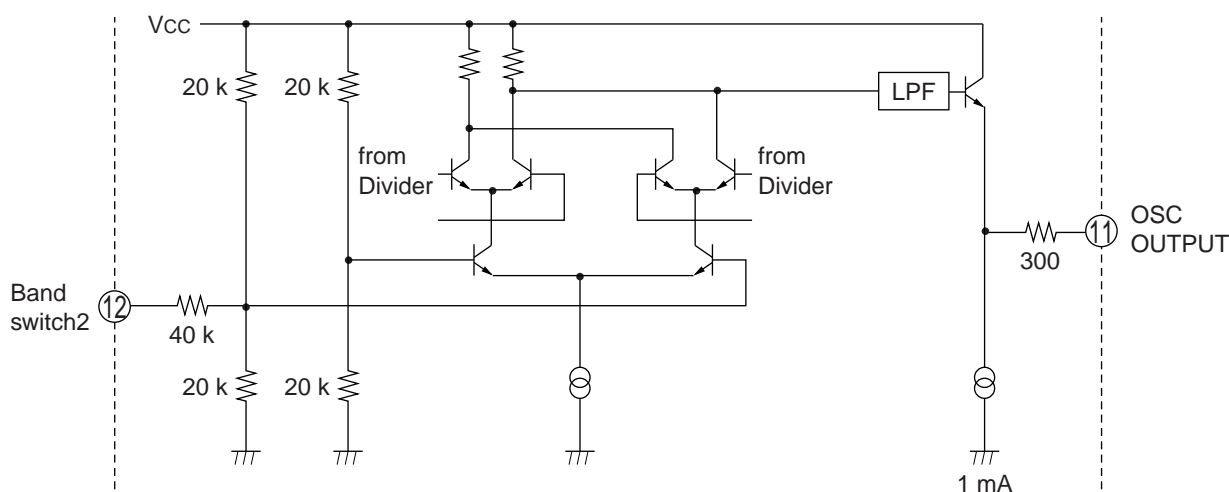 VCC
20 k
20 k
LPF
from
Divider
from
Divider
11
OSC
OUTPUT
300
Band
switch2
12
40 k
20 k
20 k
1 mA